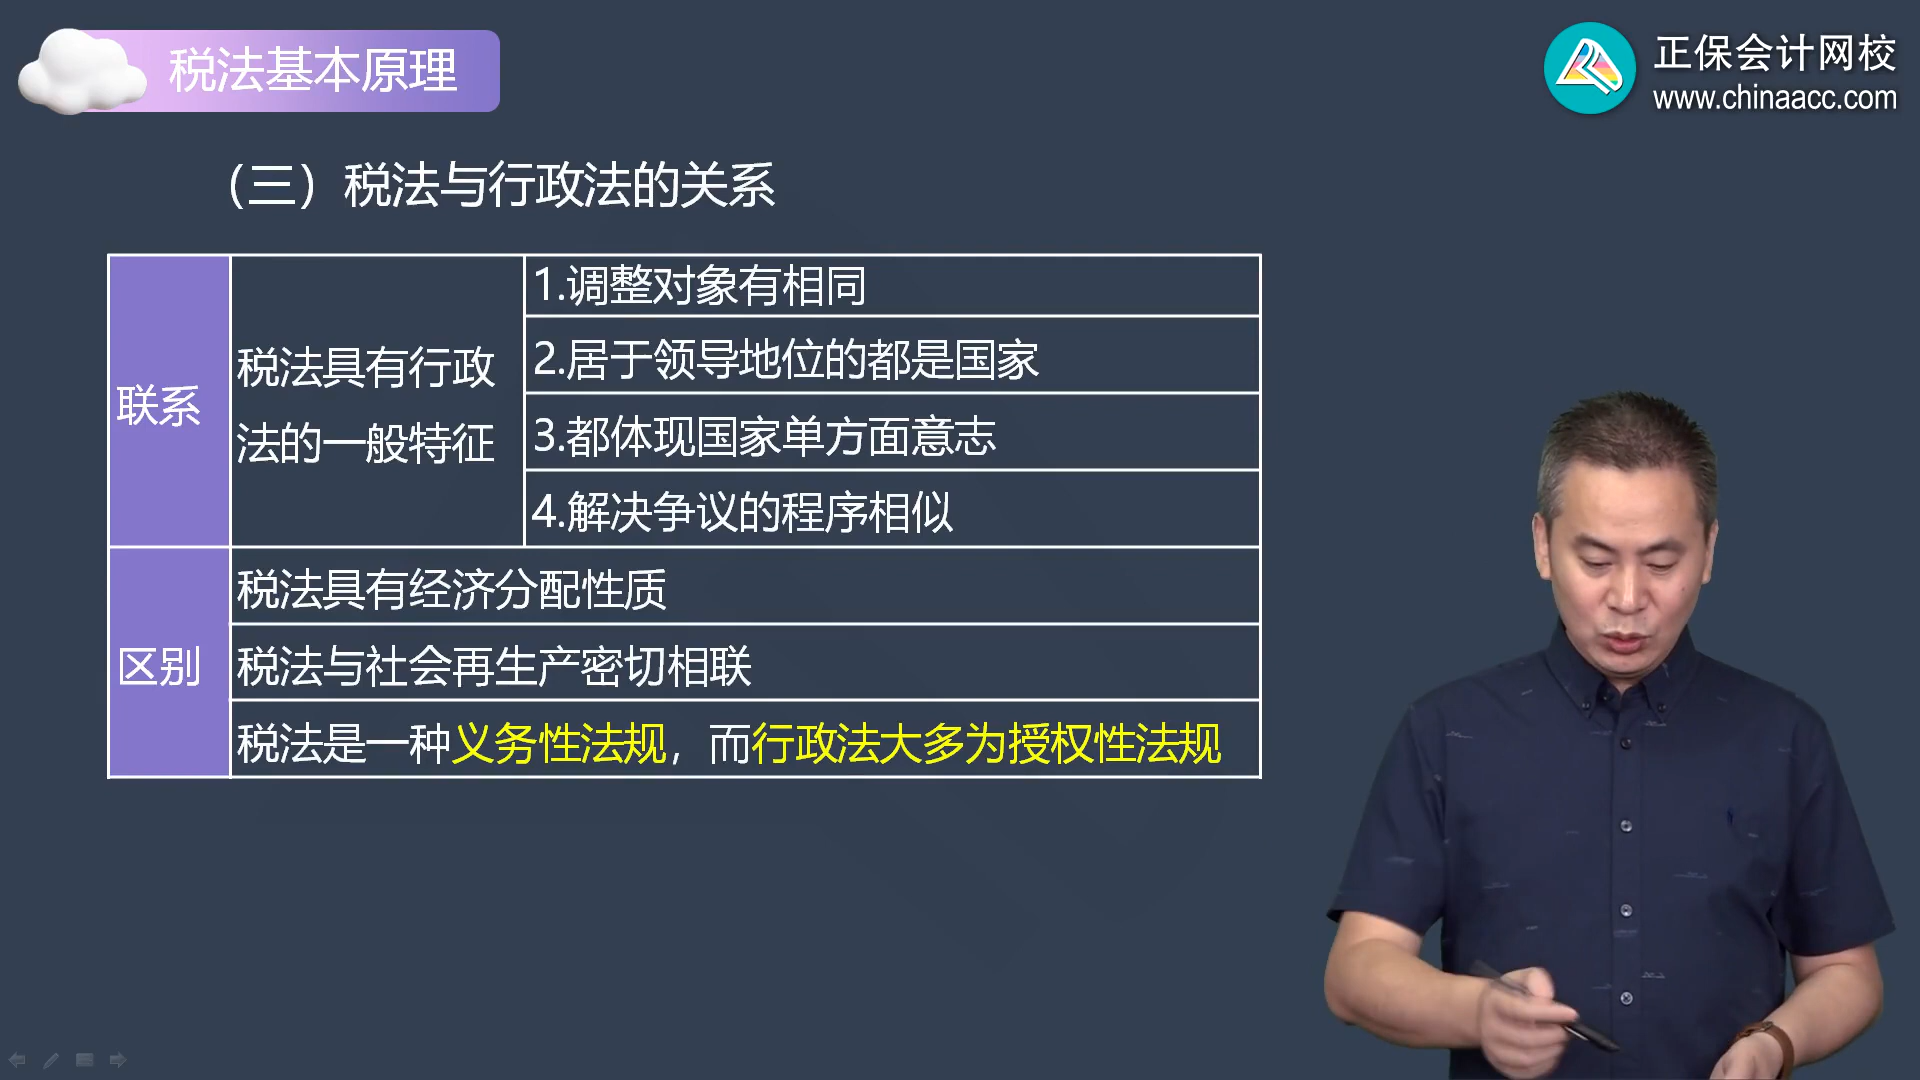 税法基本原理
正保会计网校
www.chinaacc.com
（三）税法与行政法的关系
联系
税法具有行政
法的一般特征
1.调整对象有相同
2.居于领导地位的都是国家
3.都体现国家单方面意志
4.解决争议的程序相似
区别
税法具有经济分配性质
税法与社会再生产密切相联
税法是一种义务性法规，而行政法大多为授权性法规